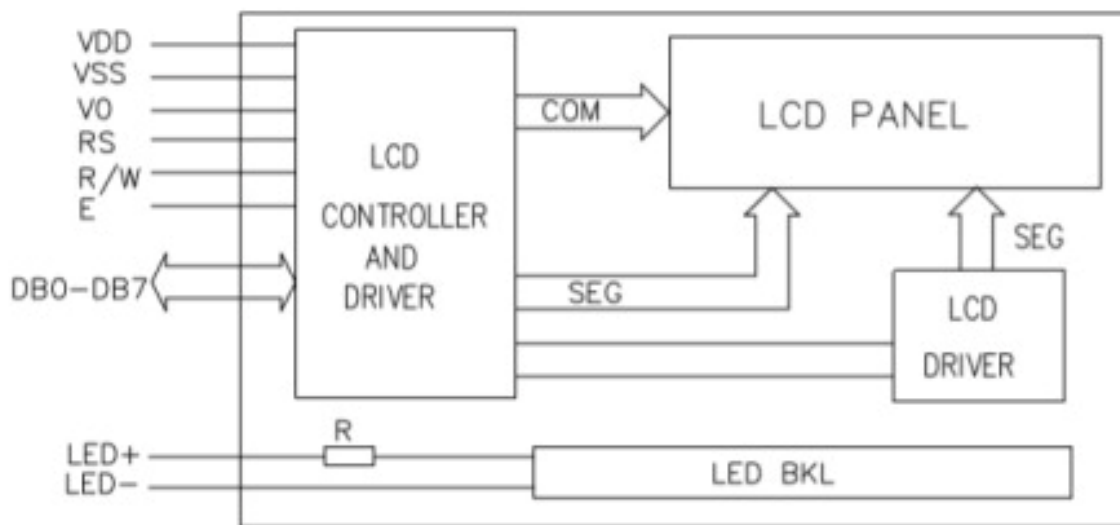 VDD
VSS
V0
RS
R/W
E
DB0-DB7
LCD
CONTROLLER
AND
DRIVER
COM
LCD PANEL
SEG
SEG
LCD
DRIVER
R
LED+
LED-
LED BKL